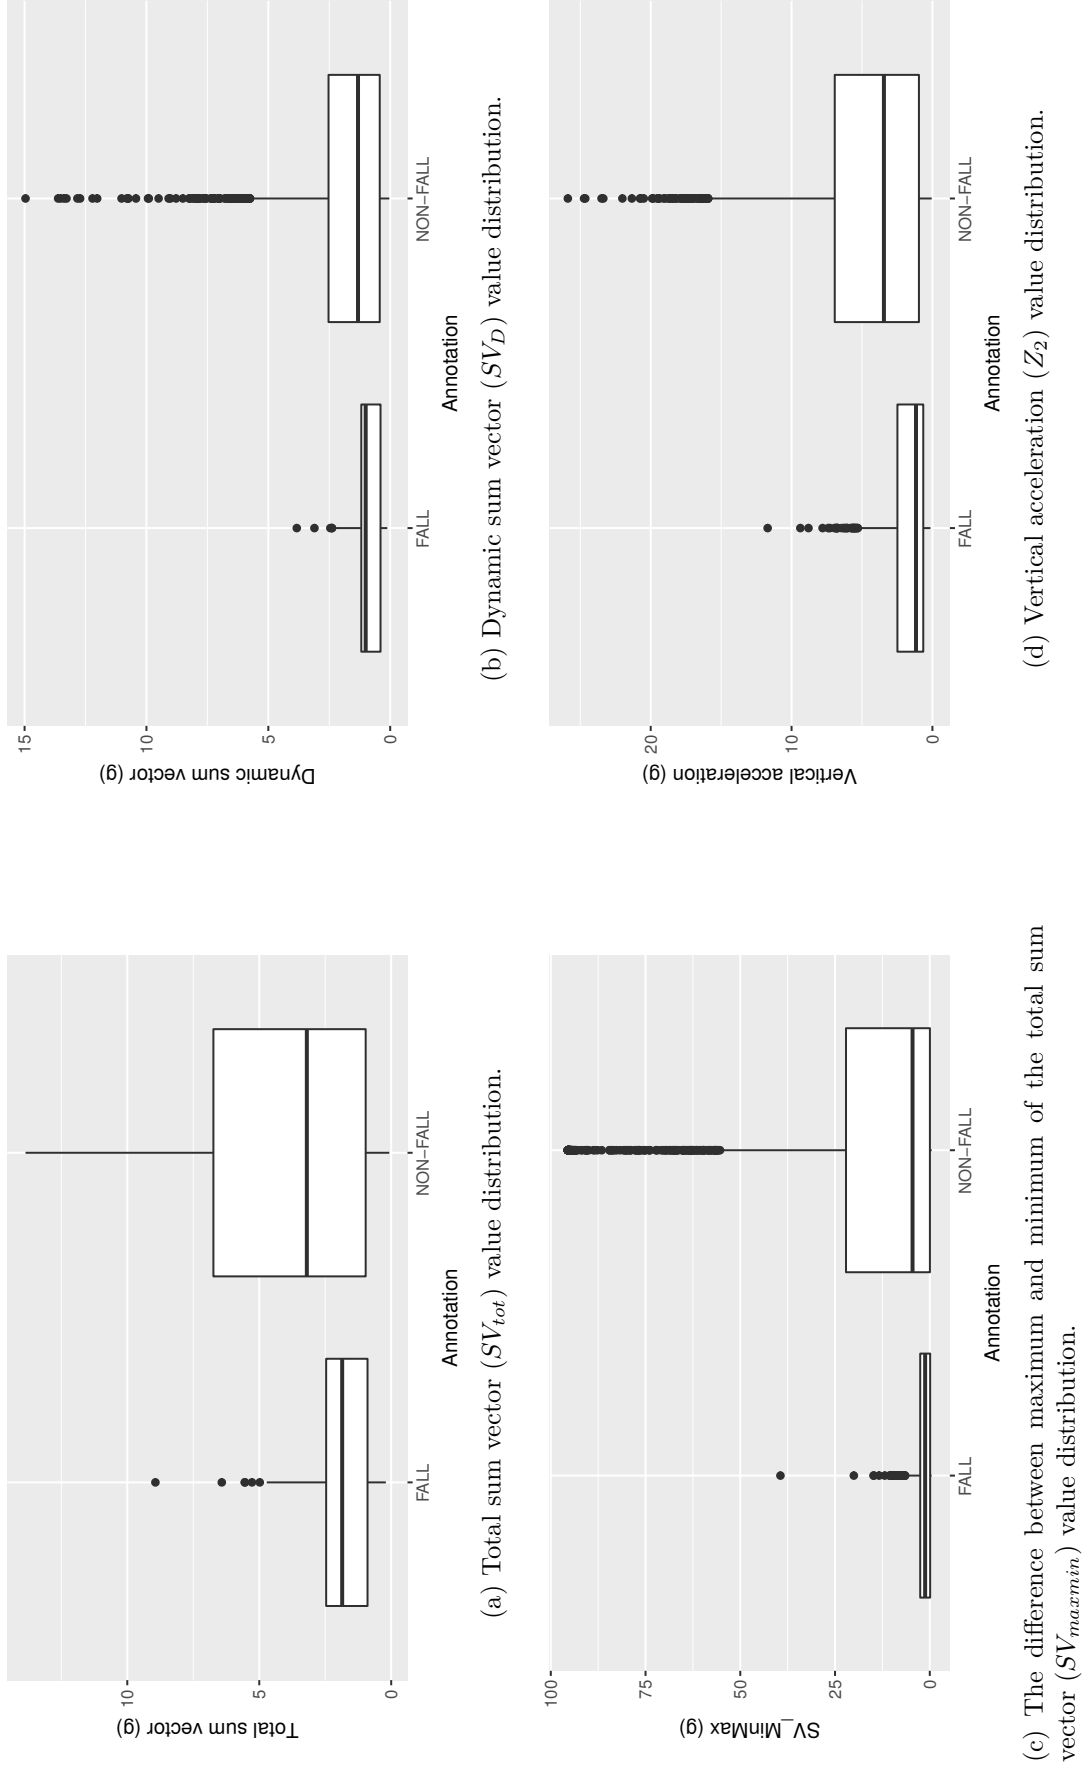 Total sum vector (g)
10
5
0
FALL
NON−FALL
Annotation
(a) Total sum vector (SV_tot) value distribution.
Dynamic sum vector (g)
15
10
5
0
FALL
NON−FALL
Annotation
(b) Dynamic sum vector (SV_D) value distribution.
SV_MinMax (g)
100
75
50
25
0
FALL
NON−FALL
Annotation
(c) The difference between maximum and minimum of the total sum
vector (SV_maxmin) value distribution.
Vertical acceleration (g)
20
10
0
FALL
NON−FALL
Annotation
(d) Vertical acceleration (Z_2) value distribution.